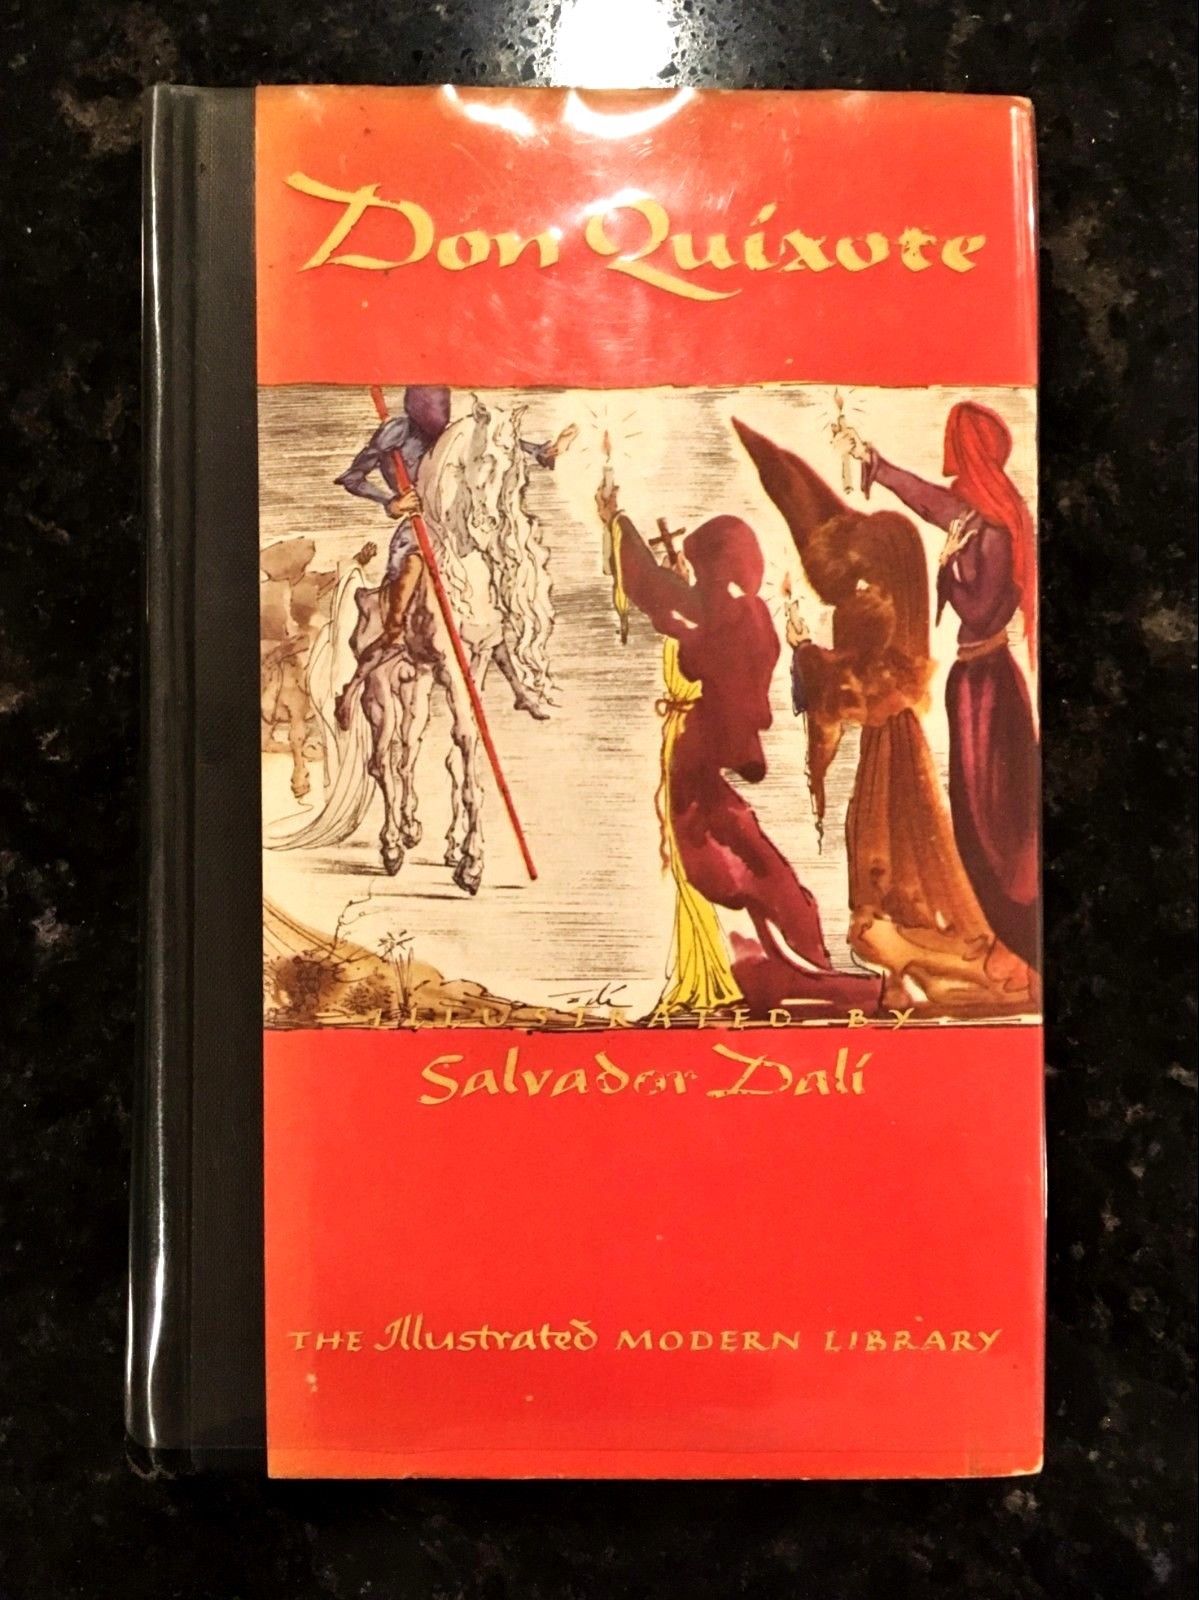 Don Quixote
ILLUSTRATED BY
Salvador Dalí
THE Illustrated MODERN LIBRARY